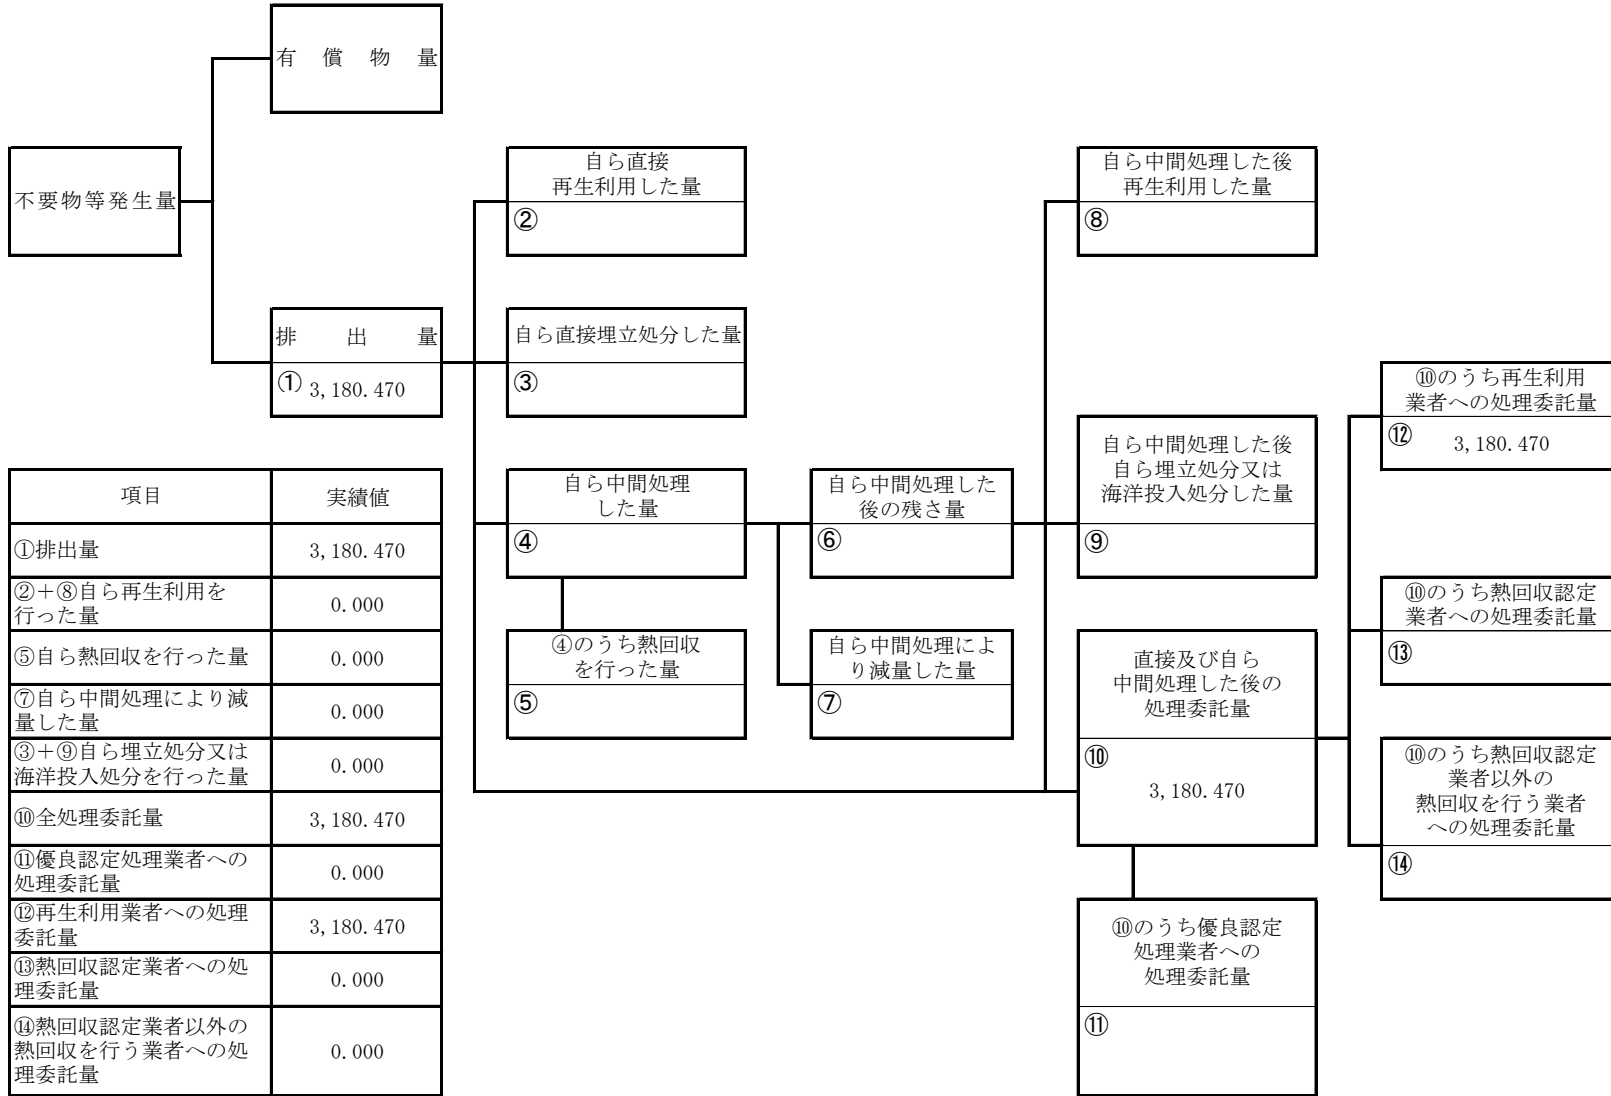 有償物量
不要物等発生量
排出量
① 3,180.470
自ら直接
再生利用した量
②
自ら直接埋立処分した量
③
自ら中間処理
した量
④
④のうち熱回収
を行った量
⑤
自ら中間処理した
後の残さ量
⑥
自ら中間処理によ
り減量した量
⑦
自ら中間処理した後
再生利用した量
⑧
自ら中間処理した後
自ら埋立処分又は
海洋投入処分した量
⑨
直接及び自ら
中間処理した後の
処理委託量
⑩
3,180.470
⑩のうち優良認定
処理業者への
処理委託量
⑪
⑩のうち再生利用
業者への処理委託量
⑫ 3,180.470
⑩のうち熱回収認定
業者への処理委託量
⑬
⑩のうち熱回収認定
業者以外の
熱回収を行う業者
への処理委託量
⑭
項目 実績値
①排出量 3,180.470
②+⑧自ら再生利用を
行った量 0.000
⑤自ら熱回収を行った量 0.000
⑦自ら中間処理により減
量した量 0.000
③+⑨自ら埋立処分又は
海洋投入処分を行った量 0.000
⑩全処理委託量 3,180.470
⑪優良認定処理業者への
処理委託量 0.000
⑫再生利用業者への処理
委託量 3,180.470
⑬熱回収認定業者への処
理委託量 0.000
⑭熱回収認定業者以外の
熱回収を行う業者への処
理委託量 0.000